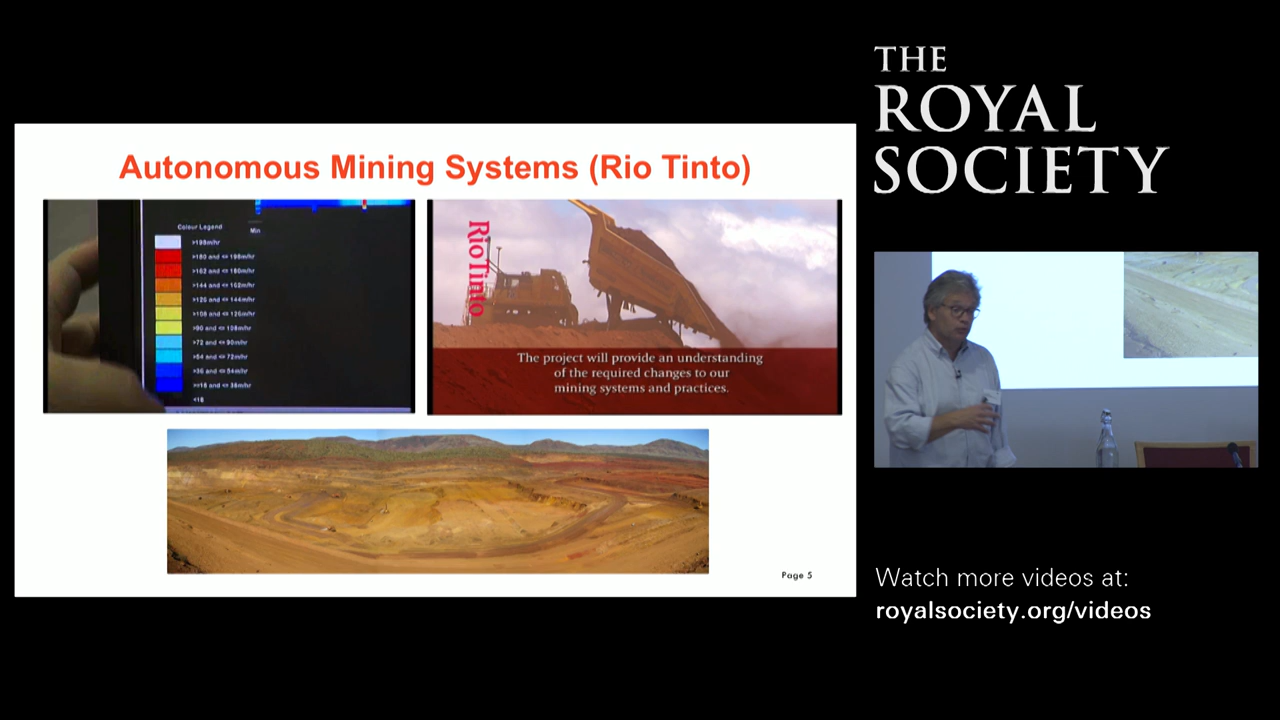 THE
ROYAL
SOCIETY
Autonomous Mining Systems (Rio Tinto)
Colour Legend
Min
>198m/hr
>180 and <= 198m/hr
>162 and <= 180m/hr
>144 and <= 162m/hr
>126 and <= 144m/hr
>108 and <= 126m/hr
>90 and <= 108m/hr
>72 and <= 90m/hr
>54 and <= 72m/hr
>36 and <= 54m/hr
>=18 and <= 36m/hr
<18
RioTinto
The project will provide an understanding
of the required changes to our
mining systems and practices.
Page 5
Watch more videos at:
royalsociety.org/videos